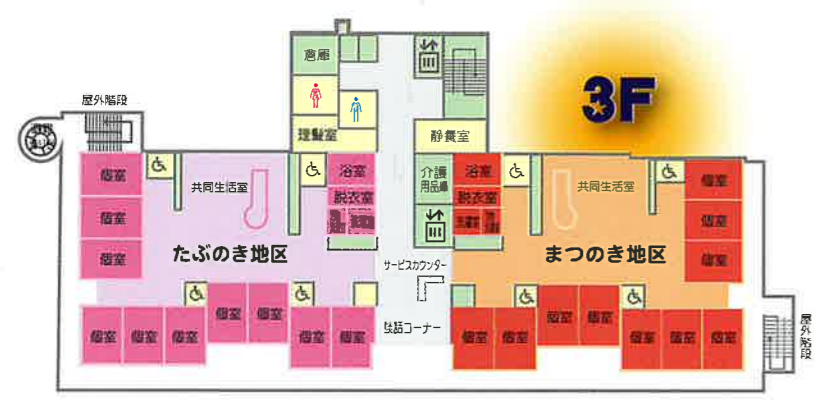 3F
倉庫
屋外階段
理髪室
静養室
個室
共同生活室
浴室
介護
用品庫
浴室
共同生活室
個室
脱衣室
脱衣室
個室
個室
個室
個室
たぶのき地区
まつのき地区
サービスカウンター
個室
個室
個室
個室
個室
個室
個室
談話コーナー
個室
個室
個室
個室
個室
個室
個室
個室
個室
屋外階段